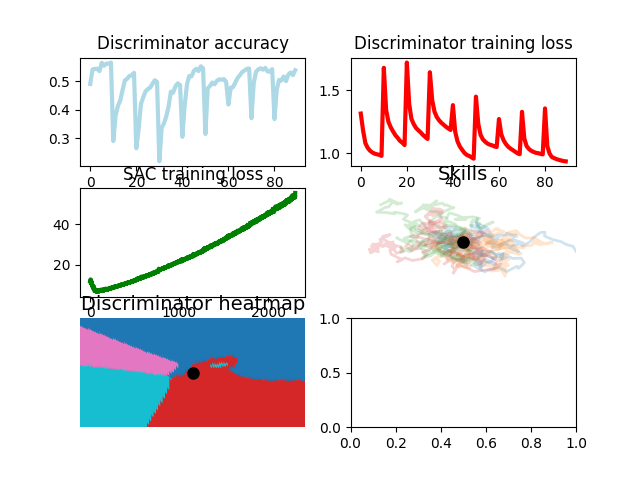 Discriminator accuracy
0.5
0.4
0.3
0 20 40 60 80
Discriminator training loss
1.5
1.0
0 20 40 60 80
SAC training loss
40
20
0 1000 2000
Skills
Discriminator heatmap
1.0
0.5
0.0
0.0 0.2 0.4 0.6 0.8 1.0